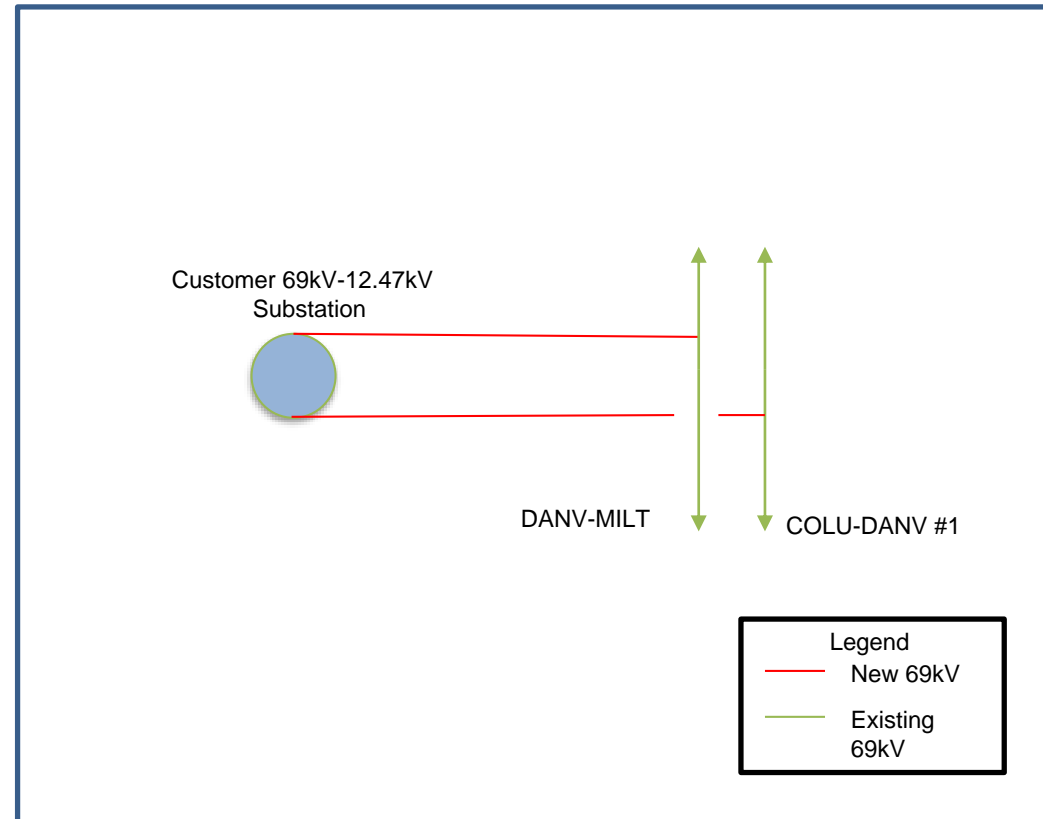 Customer 69kV-12.47kV
Substation
DANV-MILT
COLU-DANV #1
Legend
New 69kV
Existing
69kV